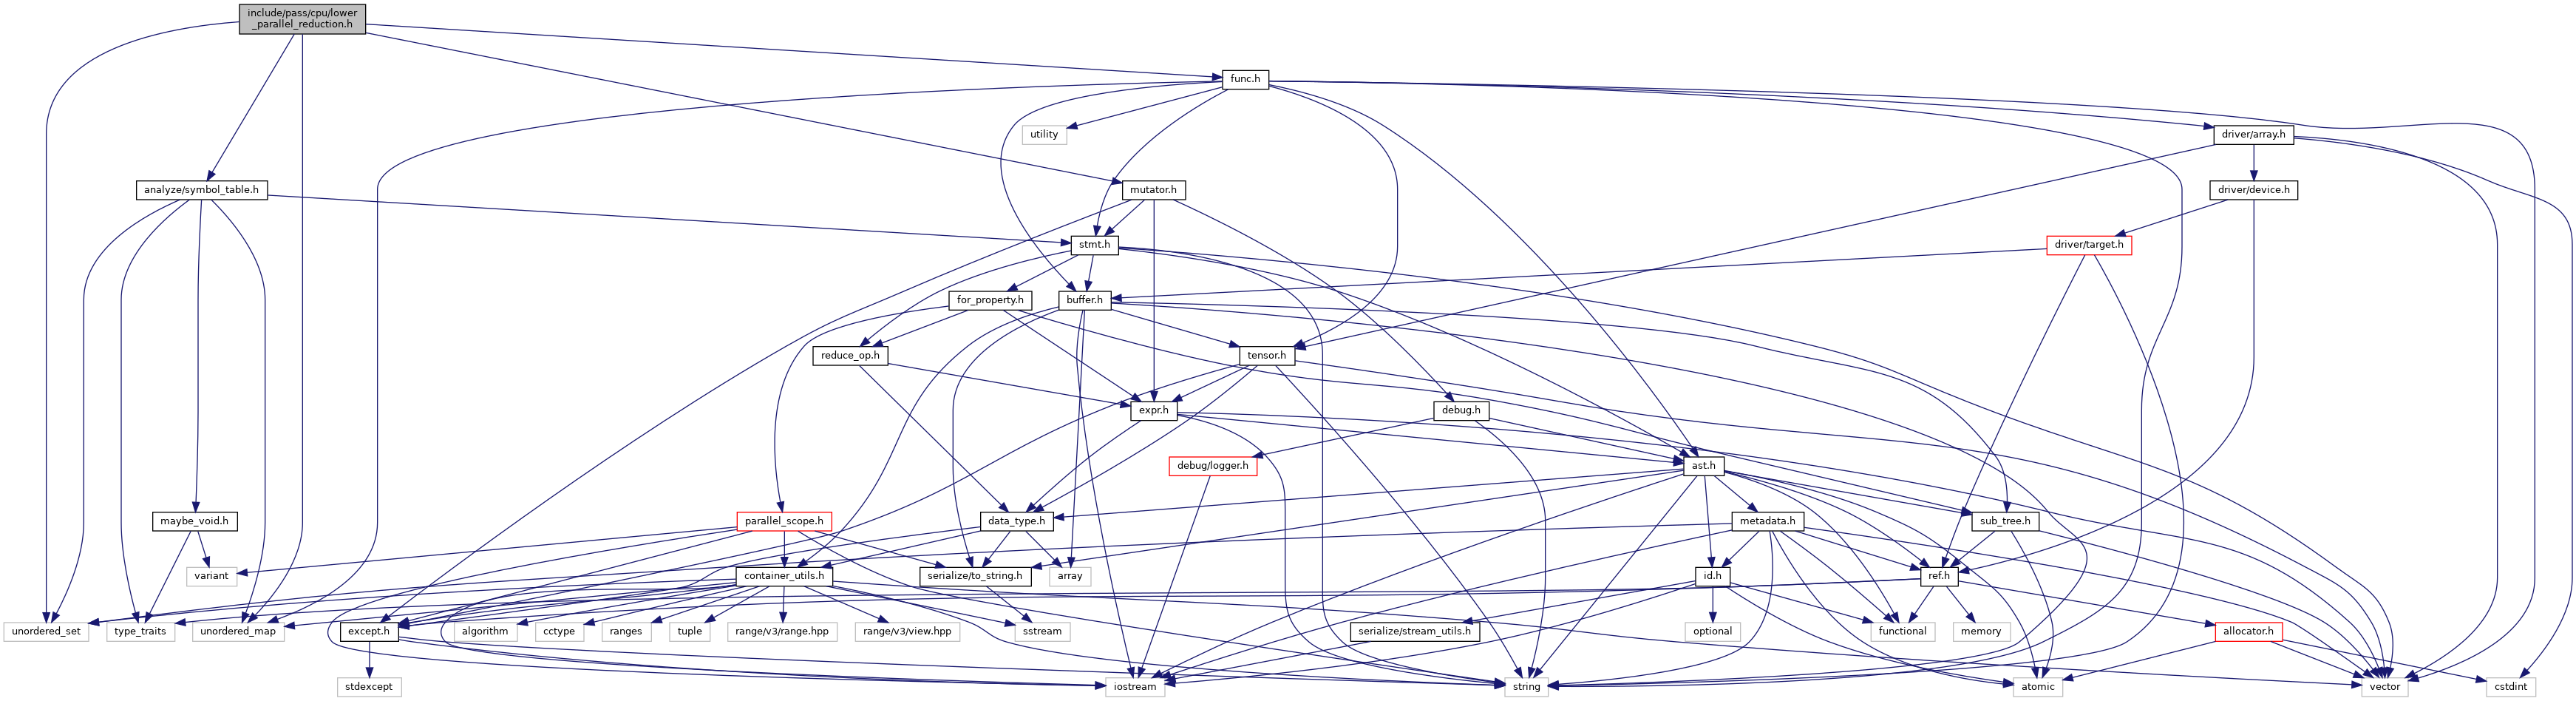 include/pass/cpu/lower
_parallel_reduction.h
func.h
utility
driver/array.h
analyze/symbol_table.h
mutator.h
driver/device.h
stmt.h
driver/target.h
for_property.h
buffer.h
reduce_op.h
tensor.h
expr.h
debug.h
debug/logger.h
ast.h
maybe_void.h
parallel_scope.h
data_type.h
metadata.h
sub_tree.h
variant
container_utils.h
serialize/to_string.h
array
id.h
ref.h
unordered_set
type_traits
unordered_map
except.h
algorithm
cctype
ranges
tuple
range/v3/range.hpp
range/v3/view.hpp
sstream
serialize/stream_utils.h
optional
functional
memory
allocator.h
stdexcept
iostream
string
atomic
vector
cstdint